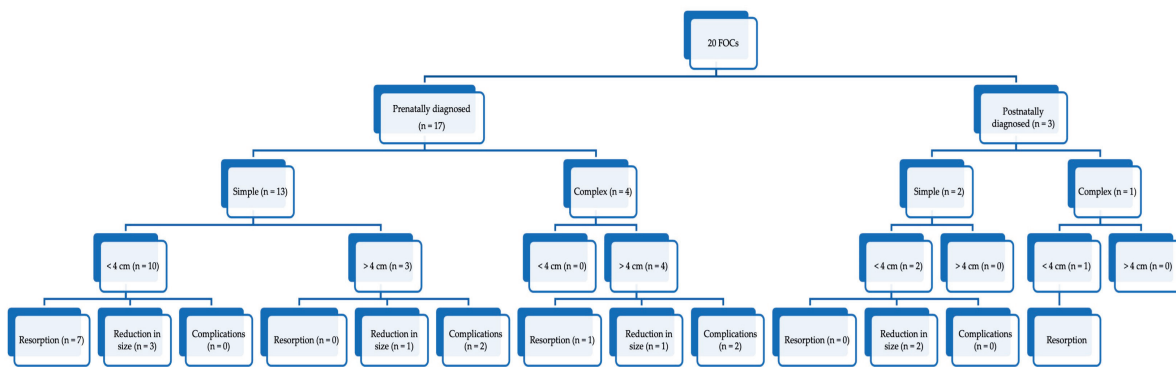 20 FOCs
Prenatally diagnosed
(n = 17)
Postnatally
diagnosed (n = 3)
Simple (n = 13)
Complex (n = 4)
Simple (n = 2)
Complex (n = 1)
< 4 cm (n = 10)
> 4 cm (n = 3)
< 4 cm (n = 0)
> 4 cm (n = 4)
< 4 cm (n = 2)
> 4 cm (n = 0)
< 4 cm (n = 1)
> 4 cm (n = 0)
Resorption (n = 7)
Reduction in
size (n = 3)
Complications
(n = 0)
Resorption (n = 0)
Reduction in
size (n = 1)
Complications
(n = 2)
Resorption (n = 1)
Reduction in
size (n = 1)
Complications
(n = 2)
Resorption (n = 0)
Reduction in
size (n = 2)
Complications
(n = 0)
Resorption